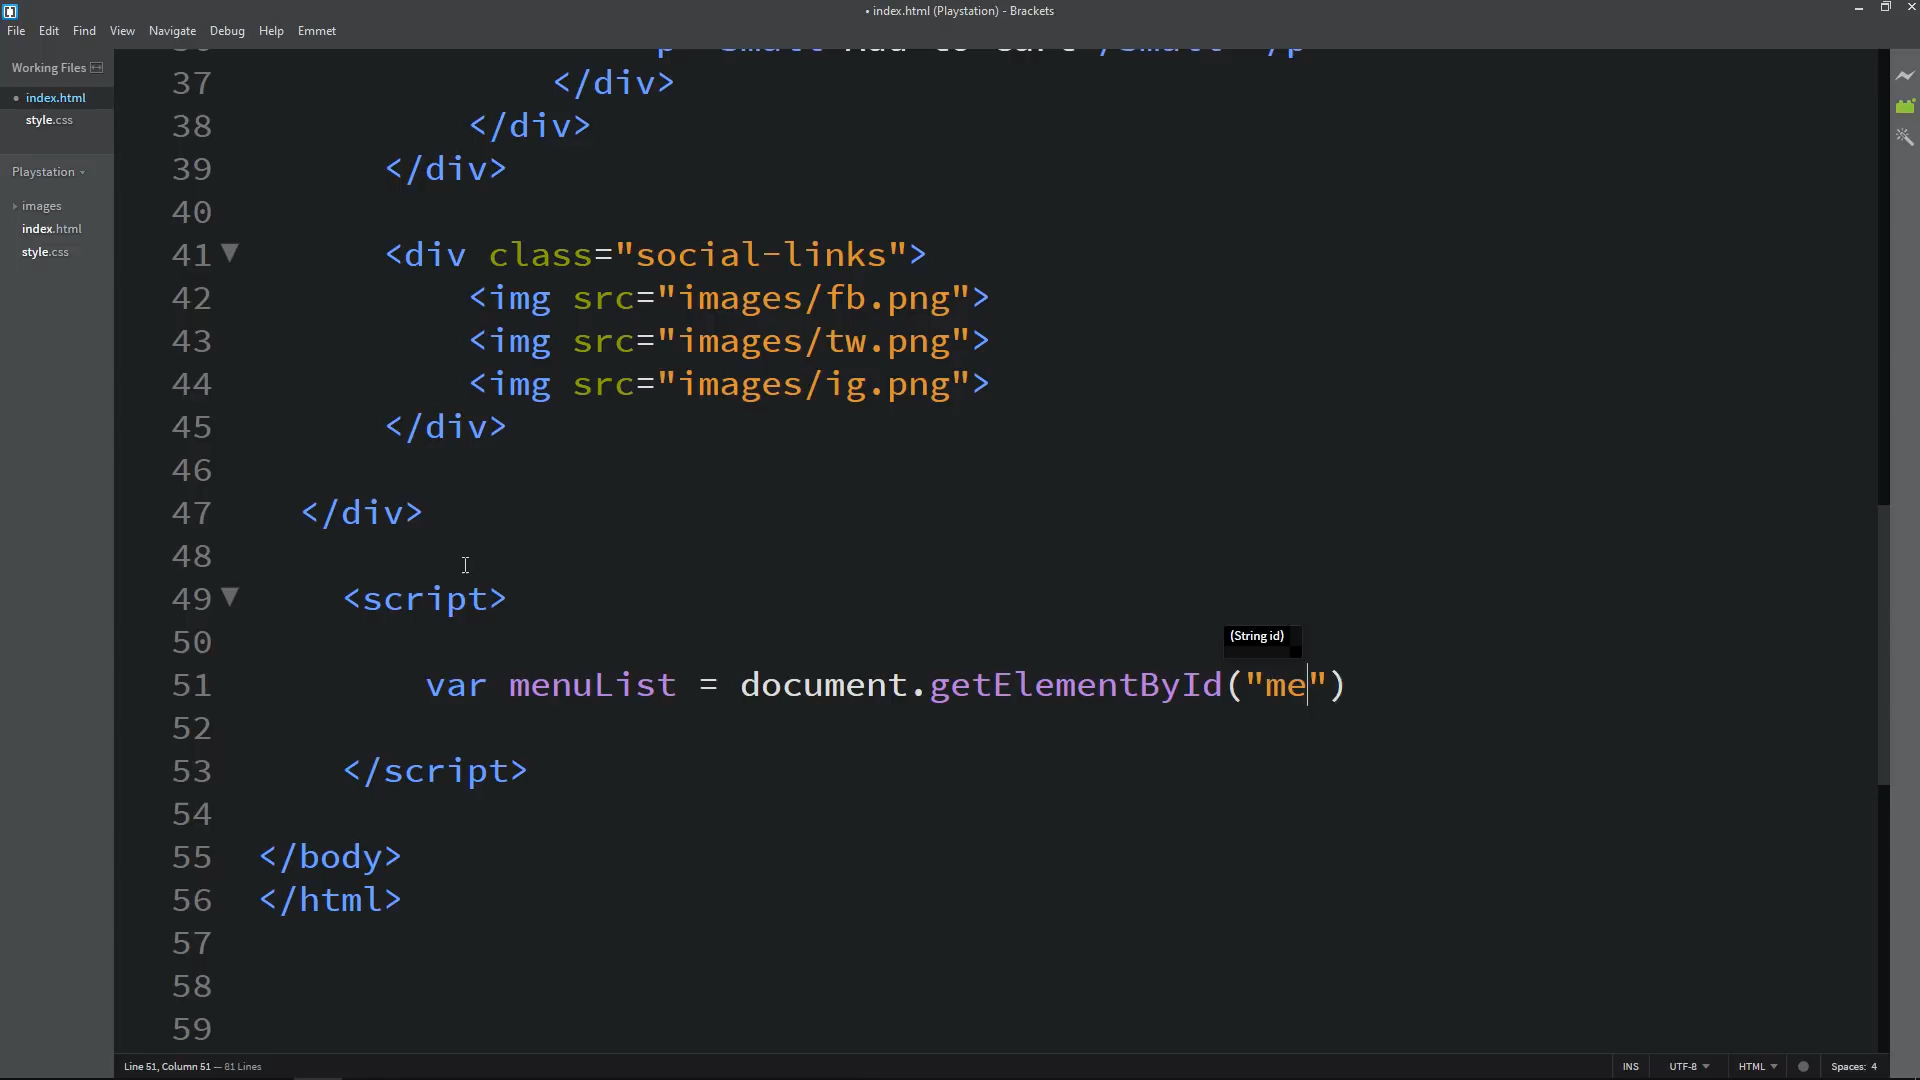 • index.html (Playstation) - Brackets
File Edit Find View Navigate Debug Help Emmet
Working Files
• index.html
style.css
Playstation
images
index.html
style.css
37 </div>
38 </div>
39 </div>
40
41 <div class="social-links">
42 <img src="images/fb.png">
43 <img src="images/tw.png">
44 <img src="images/ig.png">
45 </div>
46
47 </div>
48
49 <script>
50
(String id)
51 var menuList = document.getElementById("me")
52
53 </script>
54
55 </body>
56 </html>
57
58
59
Line 51, Column 51 — 81 Lines
INS UTF-8 HTML Spaces: 4